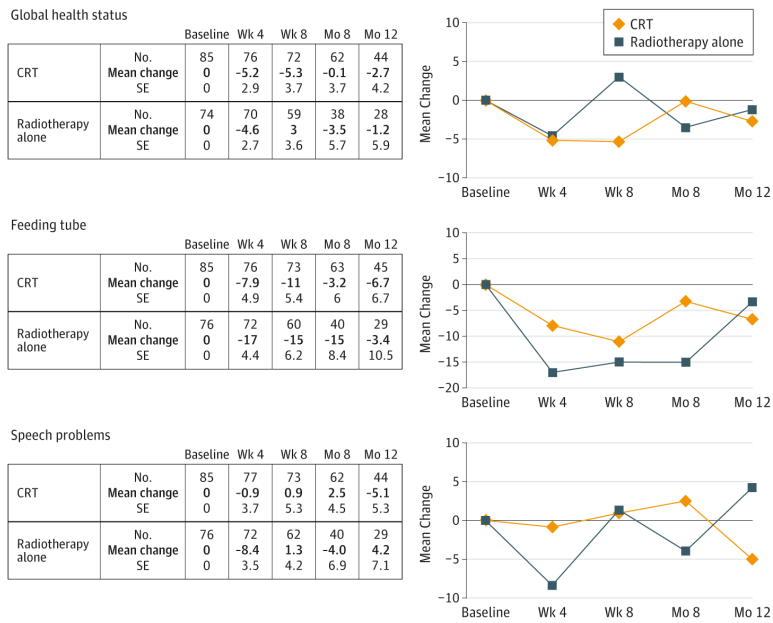 Global health status
Baseline Wk 4 Wk 8 Mo 8 Mo 12
CRT
No. 85 76 72 62 44
Mean change 0 –5.2 –5.3 –0.1 –2.7
SE 0 2.9 3.7 3.7 4.2
Radiotherapy alone
No. 74 70 59 38 28
Mean change 0 –4.6 3 –3.5 –1.2
SE 0 2.7 3.6 5.7 5.9
CRT
Radiotherapy alone
Mean Change
10
5
0
–5
–10
Baseline Wk 4 Wk 8 Mo 8 Mo 12
Feeding tube
Baseline Wk 4 Wk 8 Mo 8 Mo 12
CRT
No. 85 76 73 63 45
Mean change 0 –7.9 –11 –3.2 –6.7
SE 0 4.9 5.4 6 6.7
Radiotherapy alone
No. 76 72 60 40 29
Mean change 0 –17 –15 –15 –3.4
SE 0 4.4 6.2 8.4 10.5
Mean Change
10
5
0
–5
–10
–15
–20
Baseline Wk 4 Wk 8 Mo 8 Mo 12
Speech problems
Baseline Wk 4 Wk 8 Mo 8 Mo 12
CRT
No. 85 77 73 62 44
Mean change 0 –0.9 0.9 2.5 –5.1
SE 0 3.7 5.3 4.5 5.3
Radiotherapy alone
No. 76 72 62 40 29
Mean change 0 –8.4 1.3 –4.0 4.2
SE 0 3.5 4.2 6.9 7.1
Mean Change
10
5
0
–5
–10
Baseline Wk 4 Wk 8 Mo 8 Mo 12